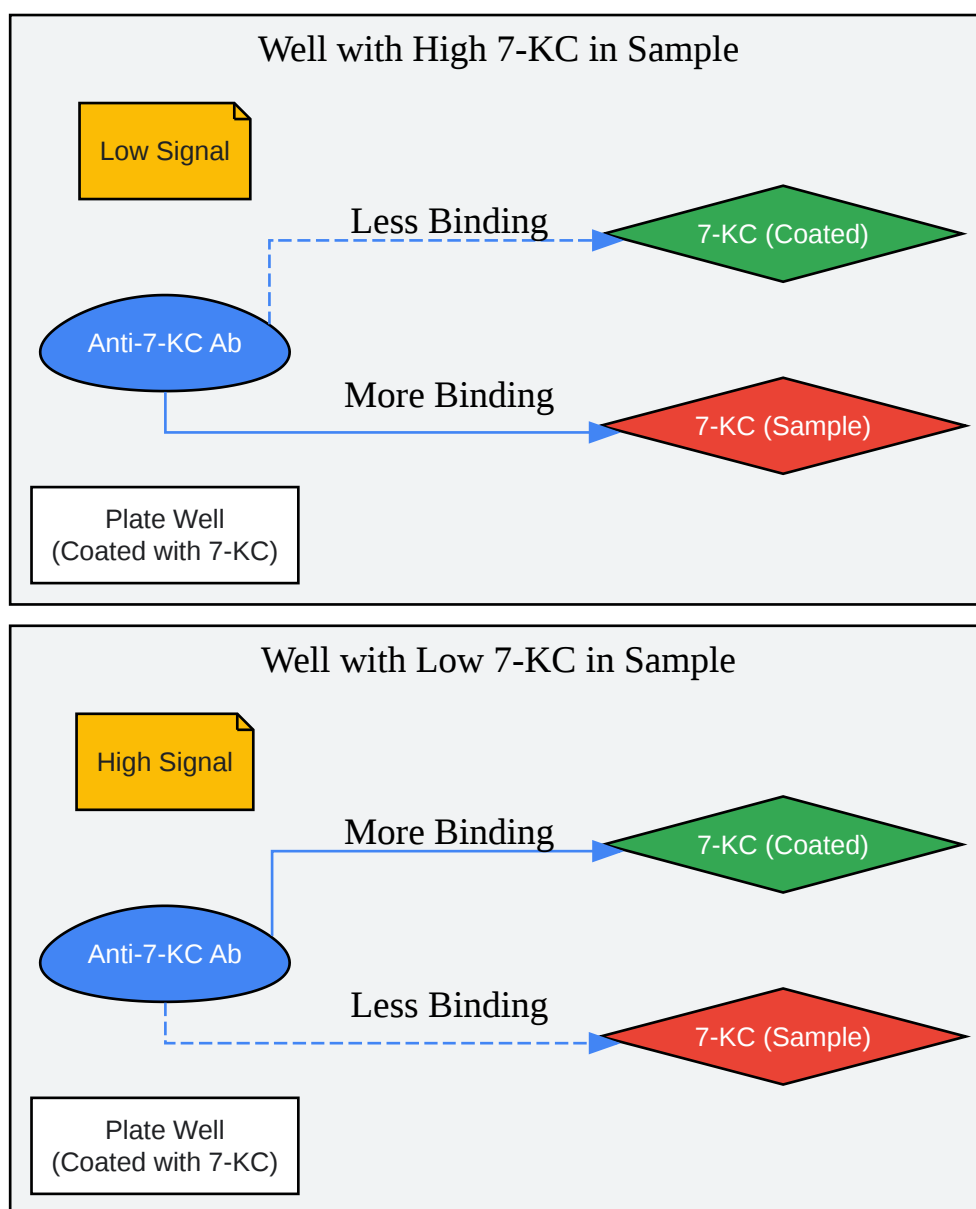 Well with High 7-KC in Sample
Low Signal
Less Binding
7-KC (Coated)
Anti-7-KC Ab
More Binding
7-KC (Sample)
Plate Well
(Coated with 7-KC)
Well with Low 7-KC in Sample
High Signal
More Binding
7-KC (Coated)
Anti-7-KC Ab
Less Binding
7-KC (Sample)
Plate Well
(Coated with 7-KC)